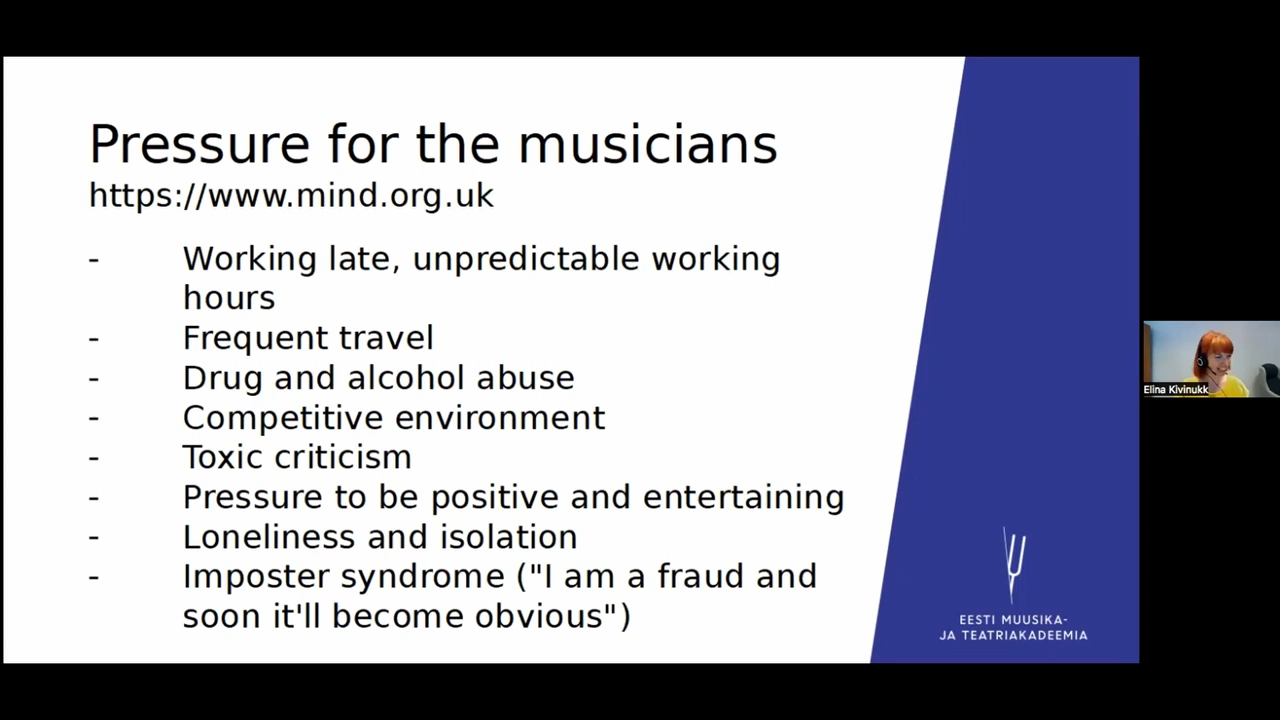 Pressure for the musicians
https://www.mind.org.uk
- Working late, unpredictable working
hours
- Frequent travel
- Drug and alcohol abuse
- Competitive environment
- Toxic criticism
- Pressure to be positive and entertaining
- Loneliness and isolation
- Imposter syndrome ("I am a fraud and
soon it'll become obvious")
EESTI MUUSIKA-
JA TEATRIAKADEEMIA
Elina Kivinukk